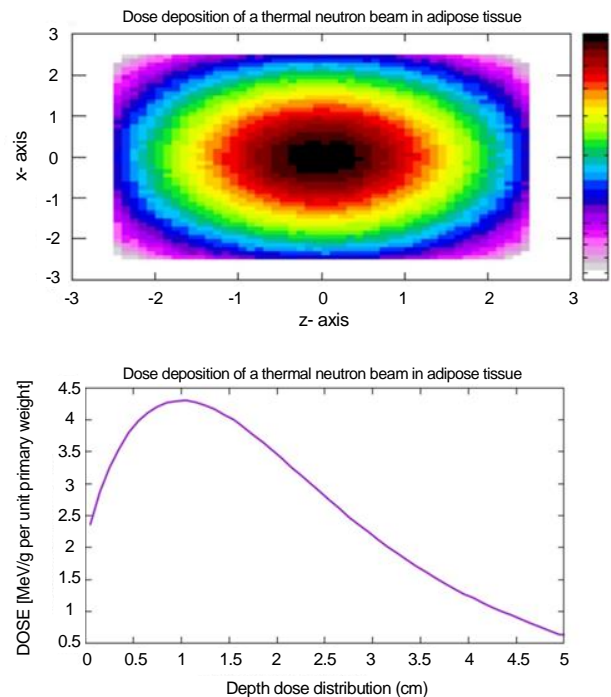 Dose deposition of a thermal neutron beam in adipose tissue
3
2
1
0
-1
-2
-3
x- axis
-3 -2 -1 0 1 2 3
z- axis
Dose deposition of a thermal neutron beam in adipose tissue
4.5
4
3.5
3
2.5
2
1.5
1
0.5
DOSE [MeV/g per unit primary weight]
0 0.5 1 1.5 2 2.5 3 3.5 4 4.5 5
Depth dose distribution (cm)